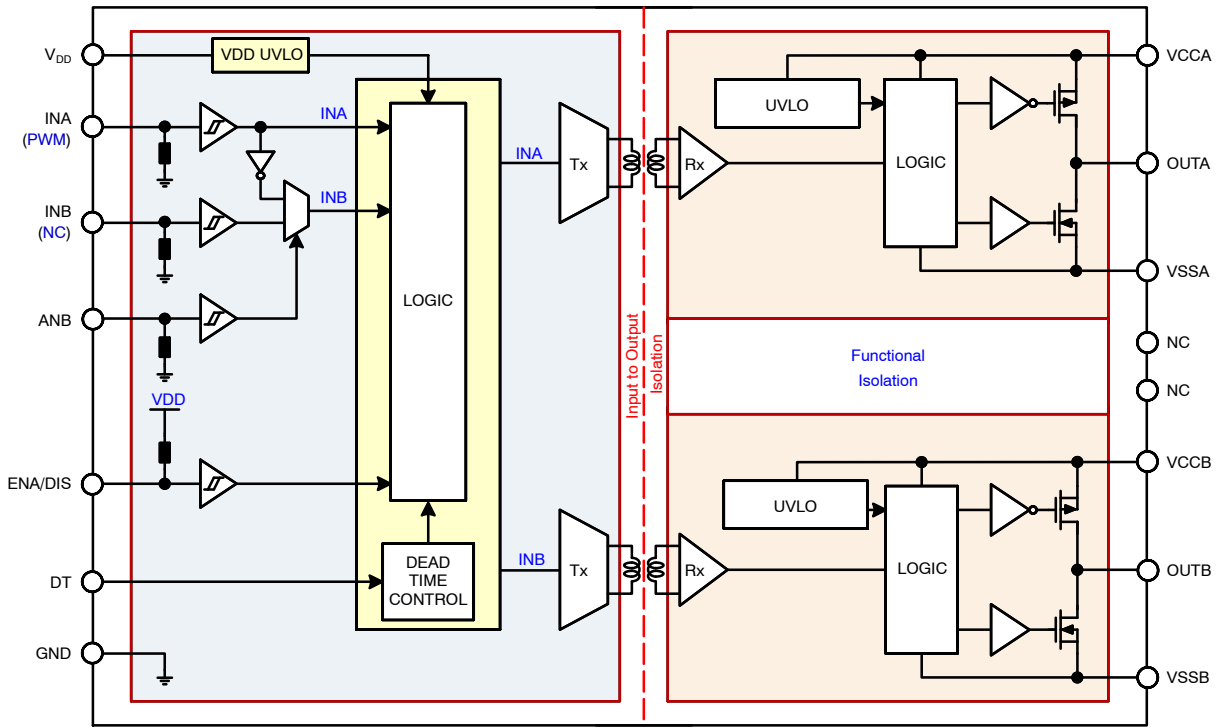 VDD
VDD UVLO
INA
(PWM)
INB
(NC)
ANB
VDD
ENA/DIS
DT
GND
INA
INB
LOGIC
DEAD
TIME
CONTROL
INA
Tx
INB
Tx
Input to Output
Isolation
Rx
UVLO
LOGIC
Functional
Isolation
Rx
UVLO
LOGIC
VCCA
OUTA
VSSA
NC
NC
VCCB
OUTB
VSSB